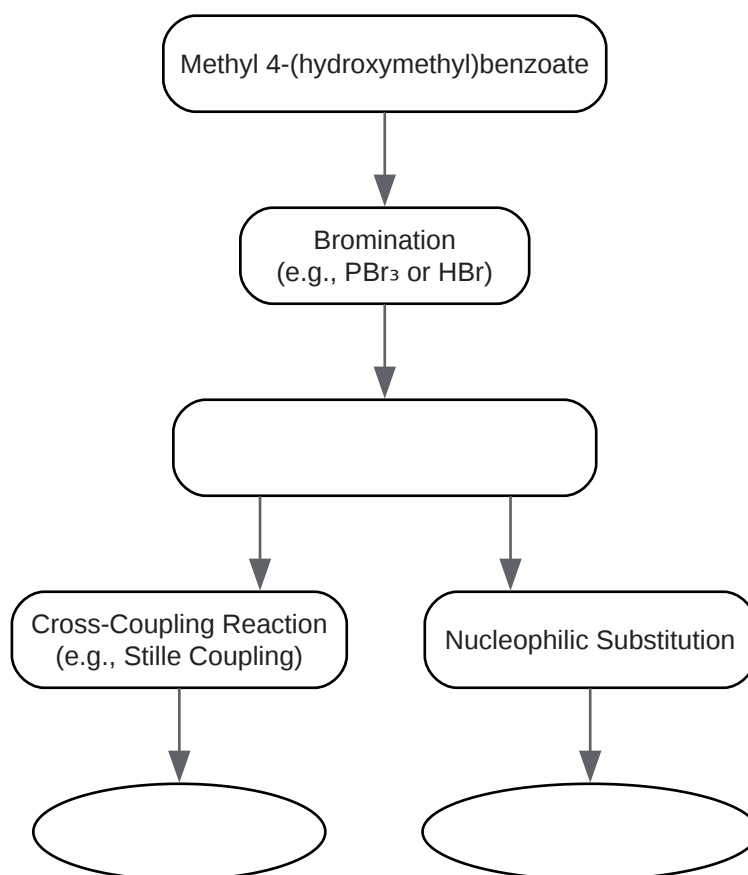 Methyl 4-(hydroxymethyl)benzoate
Bromination
(e.g., PBr₃ or HBr)
Cross-Coupling Reaction
(e.g., Stille Coupling)
Nucleophilic Substitution